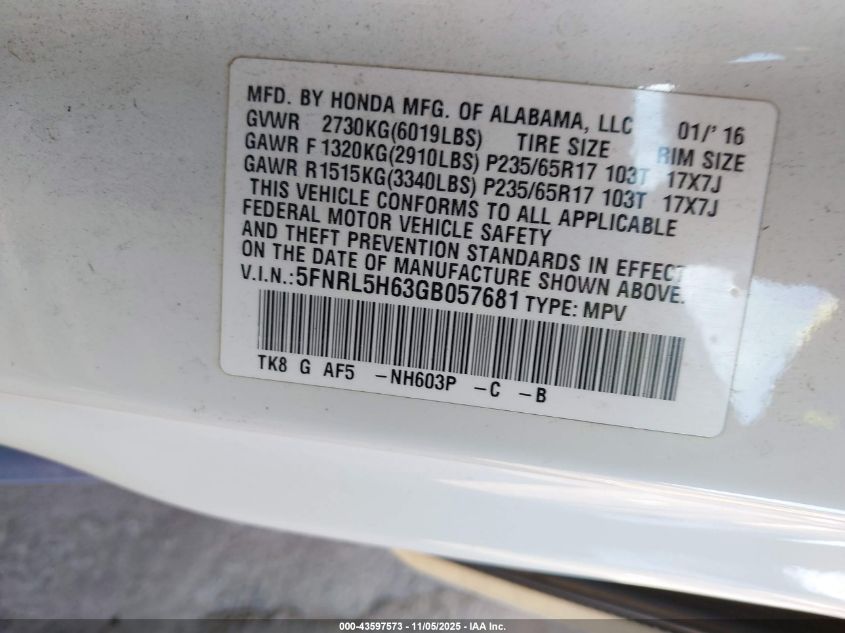 MFD. BY HONDA MFG. OF ALABAMA, LLC 01/'16
GVWR 2730KG(6019LBS) TIRE SIZE RIM SIZE
GAWR F 1320KG(2910LBS) P235/65R17 103T 17X7J
GAWR R1515KG(3340LBS) P235/65R17 103T 17X7J
THIS VEHICLE CONFORMS TO ALL APPLICABLE
FEDERAL MOTOR VEHICLE SAFETY
AND THEFT PREVENTION STANDARDS IN EFFECT
ON THE DATE OF MANUFACTURE SHOWN ABOVE.
V.I.N.:5FNRL5H63GB057681 TYPE: MPV
TK8 G AF5 -NH603P -C -B
000-43597573 - 11/05/2025 - IAA Inc.